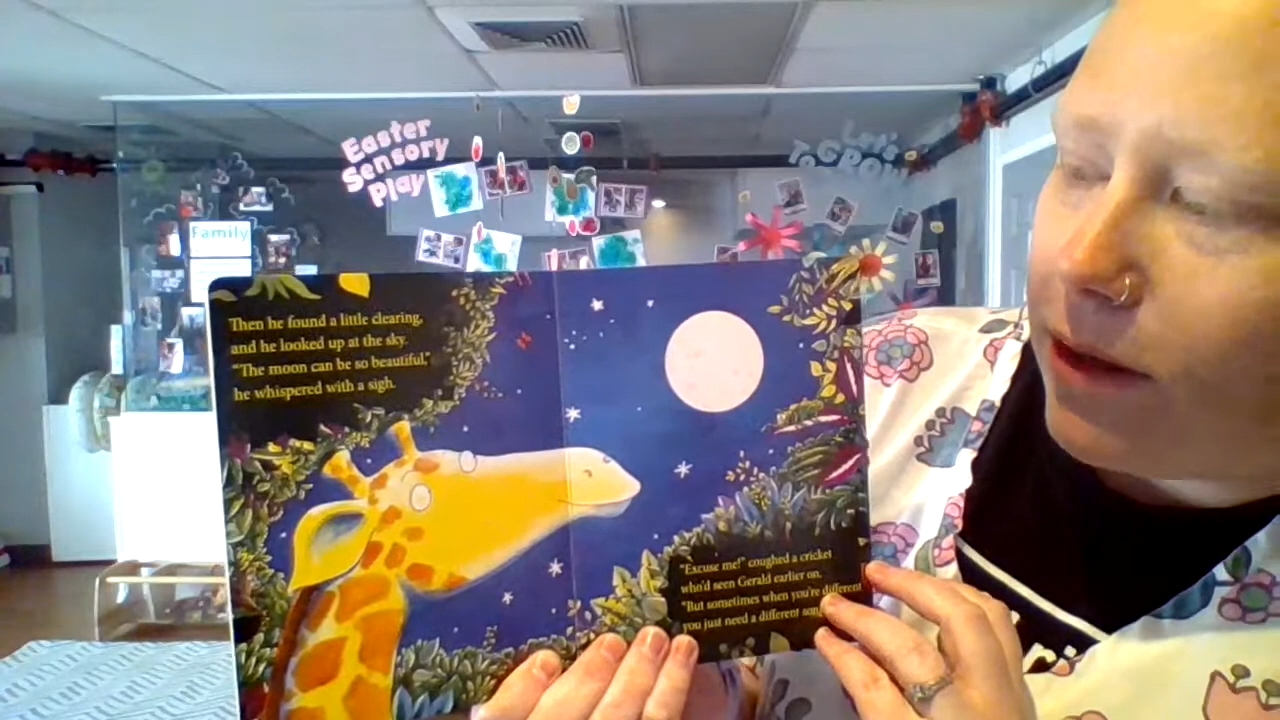 Easter
Sensory
Play
Let's
To GROW
Family
Then he found a little clearing,
and he looked up at the sky.
"The moon can be so beautiful,"
he whispered with a sigh.
"Excuse me!" coughed a cricket
who'd seen Gerald earlier on.
"But sometimes when you're different
you just need a different song